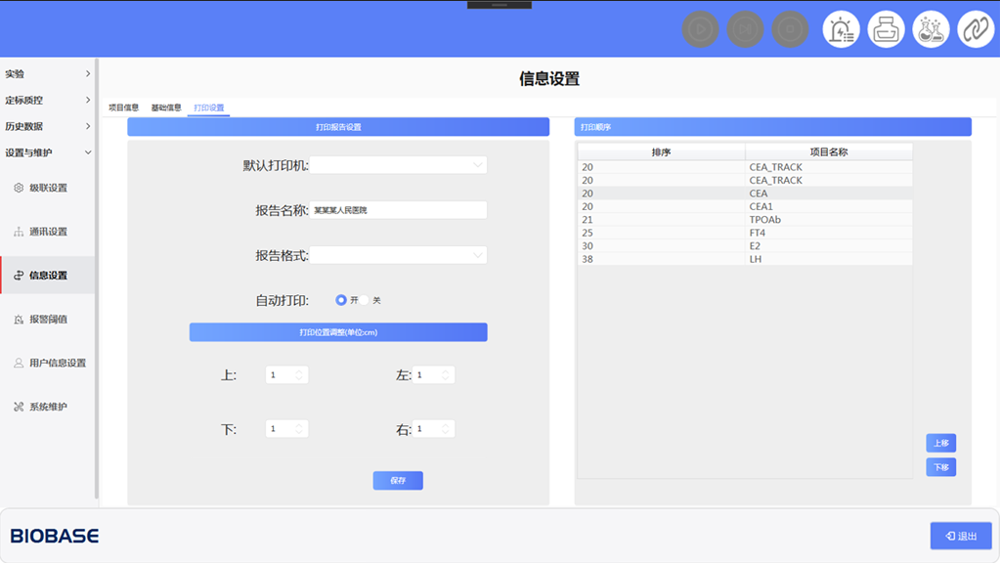 信息设置
实验
定标质控
历史数据
设置与维护
级联设置
通讯设置
信息设置
报警阈值
用户信息设置
系统维护
项目信息 基础信息 打印设置
打印报告设置
默认打印机:
报告名称: 某某某人民医院
报告格式:
自动打印: 开 关
打印位置调整(单位:cm)
上: 1 左: 1
下: 1 右: 1
保存
打印顺序
排序 项目名称
20 CEA_TRACK
20 CEA_TRACK
20 CEA
20 CEA1
21 TPOAb
25 FT4
30 E2
38 LH
上移
下移
BIOBASE
退出